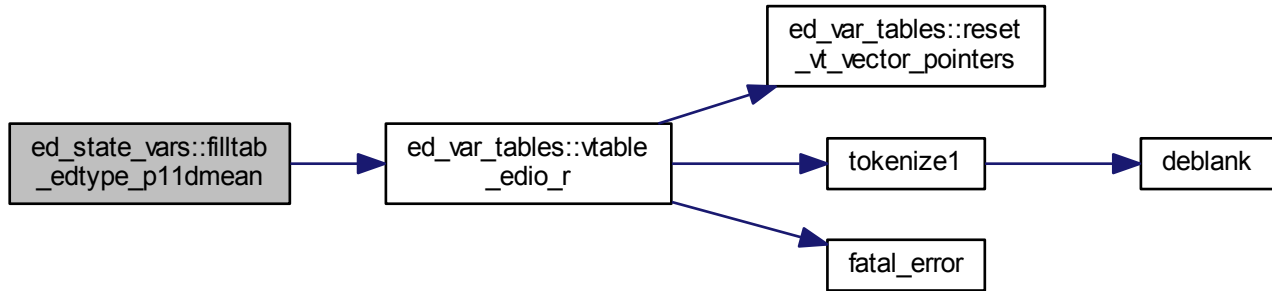 ed_state_vars::filltab
_edtype_p11dmean
ed_var_tables::vtable
_edio_r
ed_var_tables::reset
_vt_vector_pointers
tokenize1
deblank
fatal_error